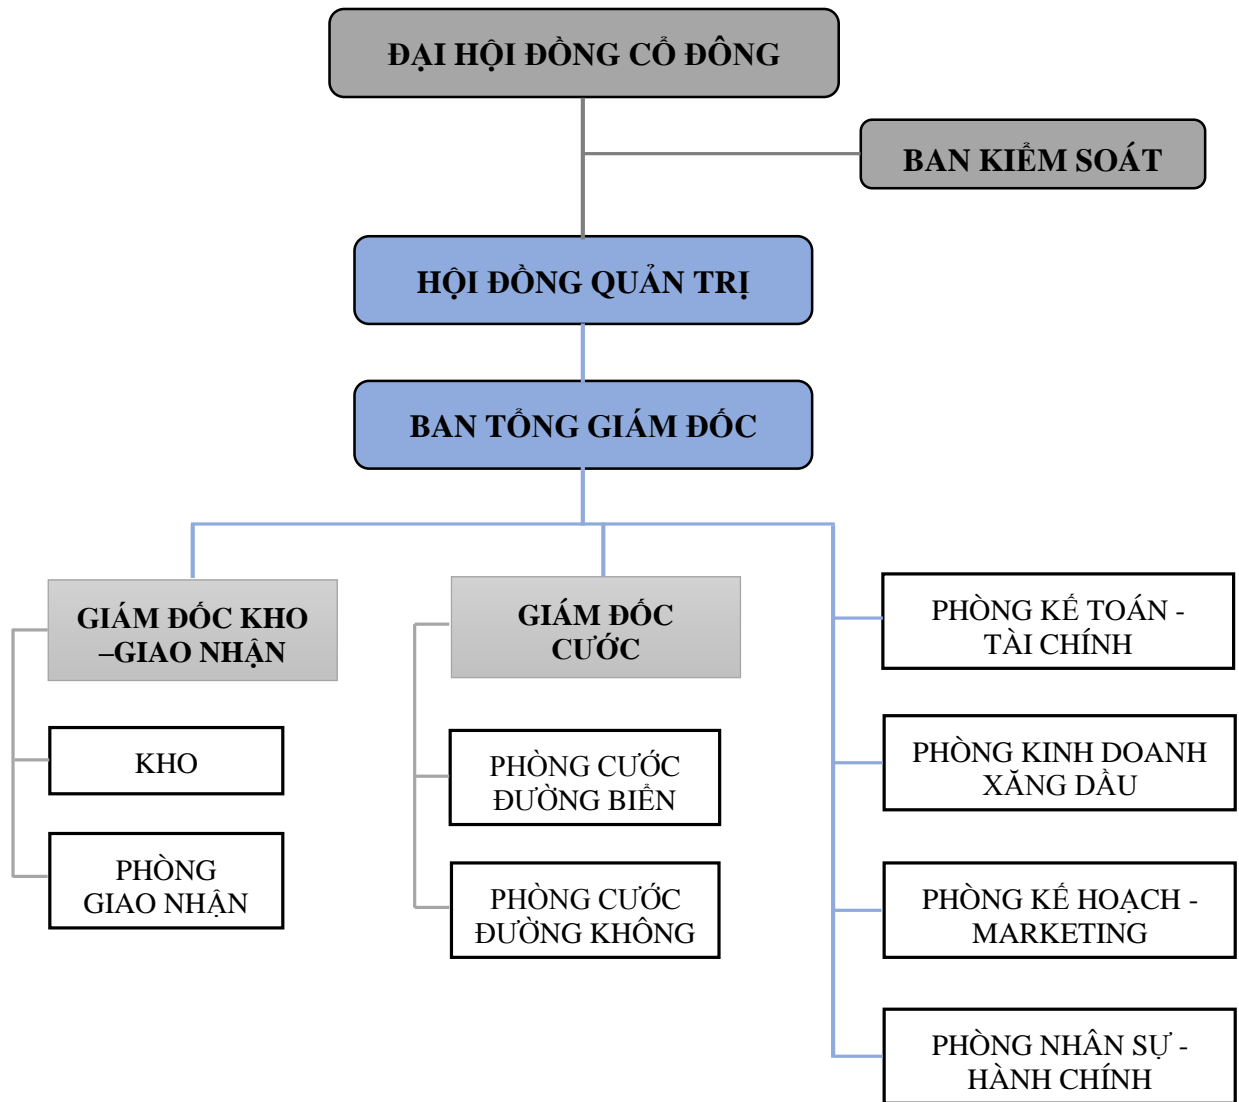 ĐẠI HỘI ĐỒNG CỔ ĐÔNG
BAN KIỂM SOÁT
HỘI ĐỒNG QUẢN TRỊ
BAN TỔNG GIÁM ĐỐC
GIÁM ĐỐC KHO
–GIAO NHẬN
KHO
PHÒNG
GIAO NHẬN
GIÁM ĐỐC
CƯỚC
PHÒNG CƯỚC
ĐƯỜNG BIỂN
PHÒNG CƯỚC
ĐƯỜNG KHÔNG
PHÒNG KẾ TOÁN -
TÀI CHÍNH
PHÒNG KINH DOANH
XĂNG DẦU
PHÒNG KẾ HOẠCH -
MARKETING
PHÒNG NHÂN SỰ -
HÀNH CHÍNH